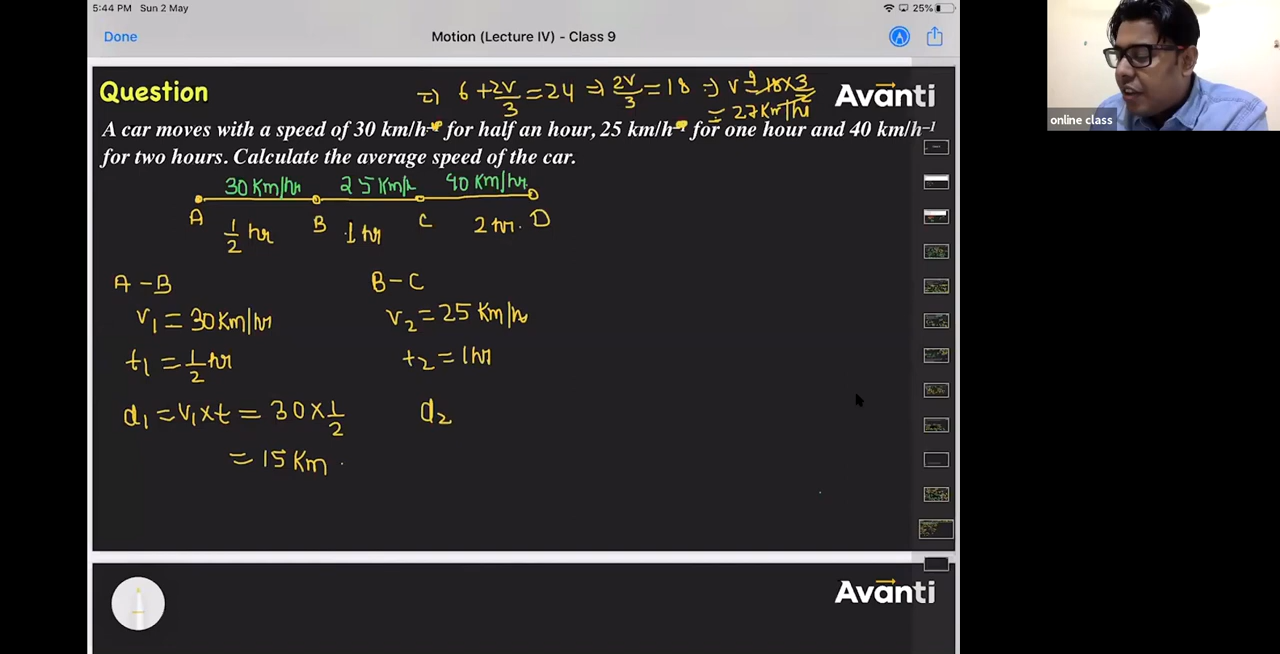 5:44 PM Sun 2 May
25%
Done
Motion (Lecture IV) - Class 9
online class
Question
=) 6 + 2v/3 = 24 => 2v/3 = 18 => v = 18 x 3
= 27 Km/hr
Avanti
A car moves with a speed of 30 km/h for half an hour, 25 km/h for one hour and 40 km/h⁻¹
for two hours. Calculate the average speed of the car.
30 Km/hr 25 Km/h 40 Km/hr.
A B C D
1/2 hr 1 hr 2 hr.
A - B B - C
v₁ = 30 Km/hr v₂ = 25 Km/h
t₁ = 1/2 hr t₂ = 1 hr
d₁ = v₁ x t = 30 x 1/2 d₂
= 15 Km
Avanti